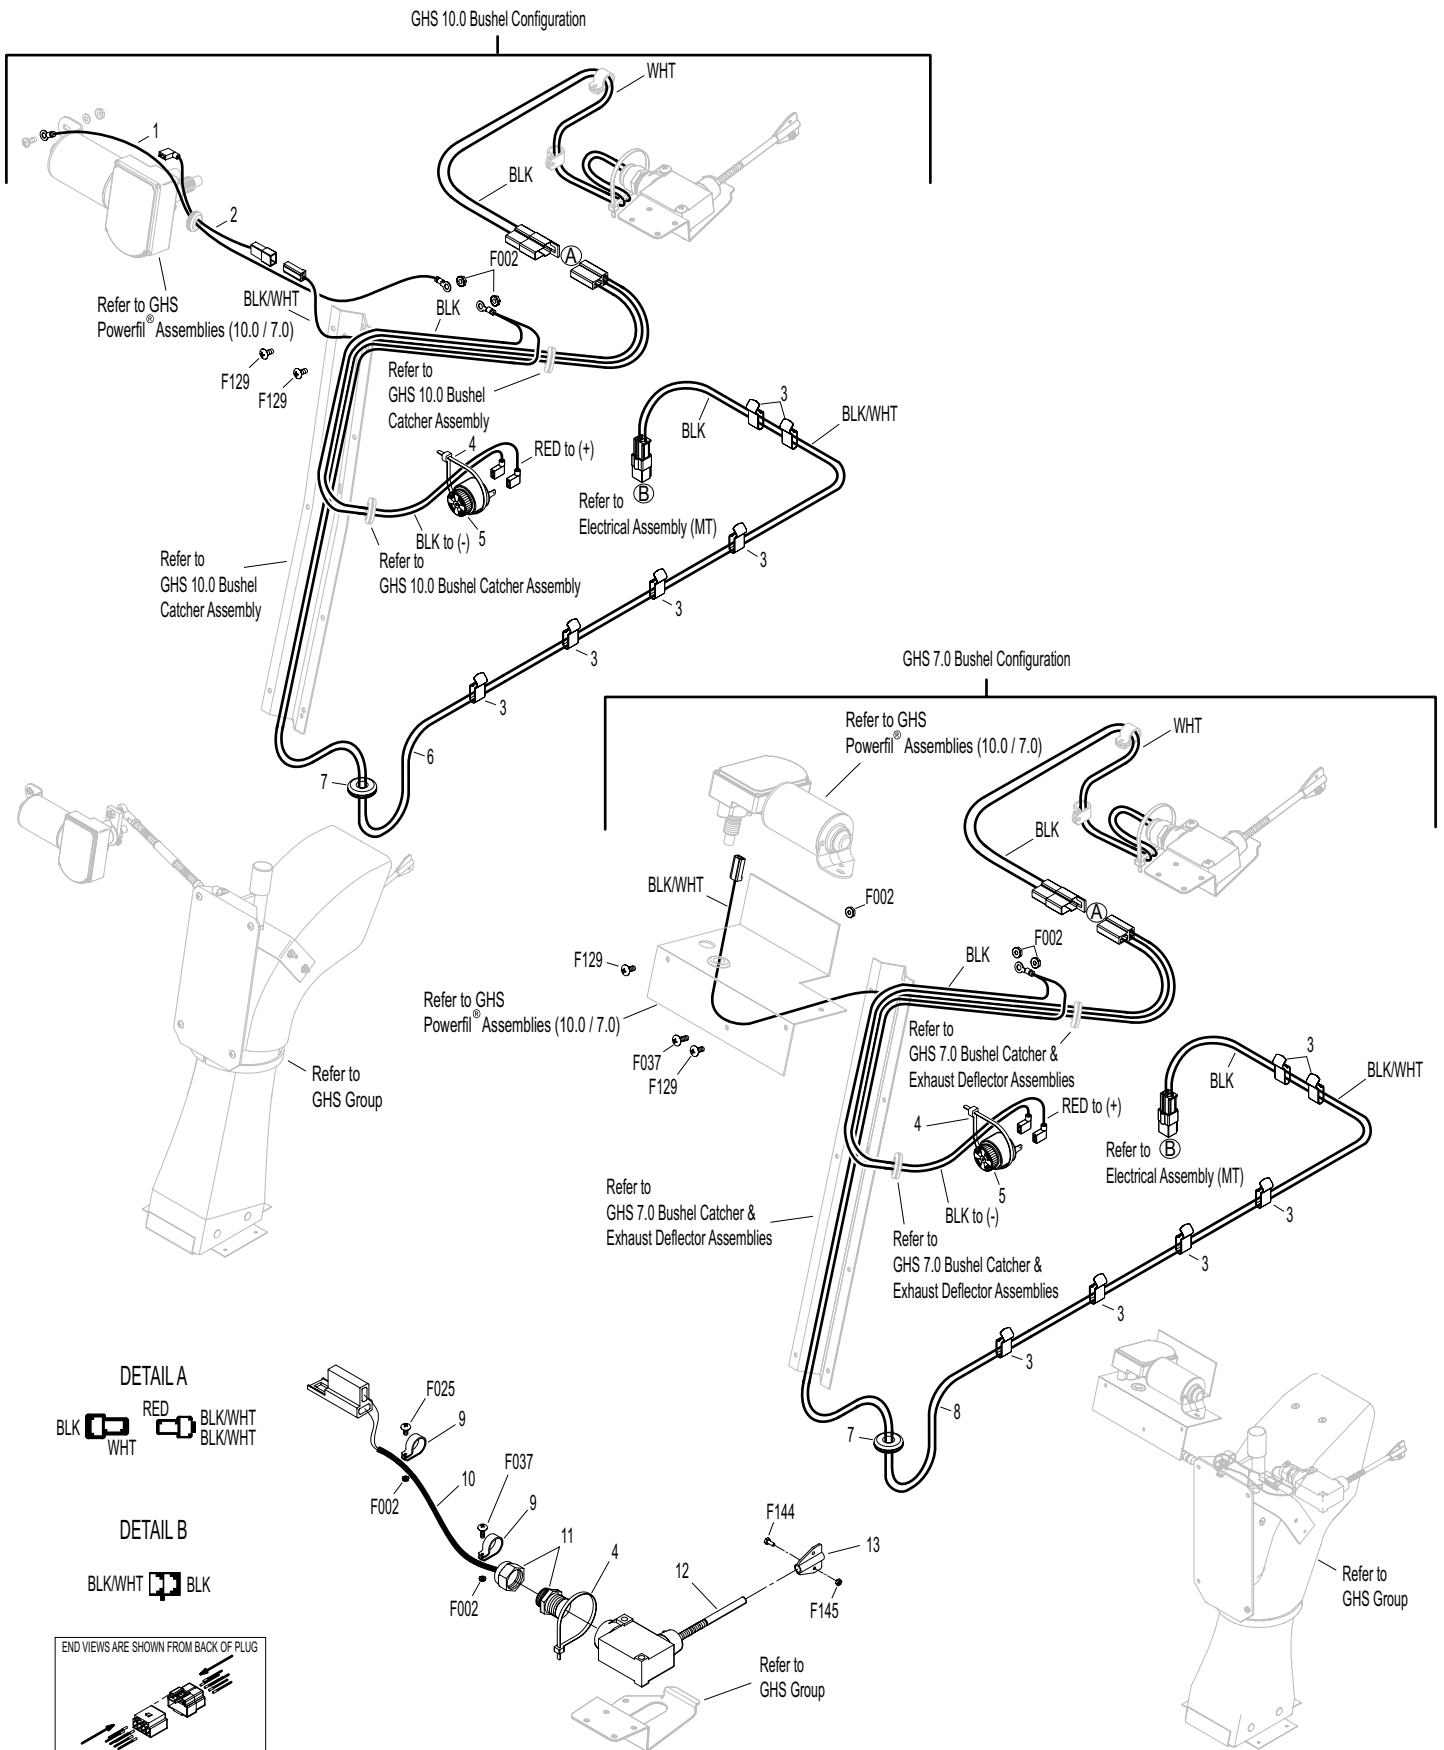 GHS 10.0 Bushel Configuration
WHT
1
BLK
2
A
F002
Refer to GHS
Powerfil® Assemblies (10.0 / 7.0)
BLK/WHT
BLK
F129
F129
Refer to
GHS 10.0 Bushel
Catcher Assembly
3
BLK/WHT
BLK
4
RED to (+)
B
Refer to
Electrical Assembly (MT)
BLK to (-)
5
Refer to
GHS 10.0 Bushel Catcher Assembly
Refer to
GHS 10.0 Bushel
Catcher Assembly
3
3
3
3
6
7
GHS 7.0 Bushel Configuration
Refer to GHS
Powerfil® Assemblies (10.0 / 7.0)
WHT
BLK
BLK/WHT
F002
A
F002
BLK
F129
Refer to GHS
Powerfil® Assemblies (10.0 / 7.0)
F037
F129
Refer to
GHS 7.0 Bushel Catcher &
Exhaust Deflector Assemblies
3
BLK
BLK/WHT
Refer to
GHS Group
4
RED to (+)
Refer to B
Electrical Assembly (MT)
5
BLK to (-)
Refer to
GHS 7.0 Bushel Catcher &
Exhaust Deflector Assemblies
Refer to
GHS 7.0 Bushel Catcher &
Exhaust Deflector Assemblies
3
3
3
3
8
7
DETAIL A
BLK
WHT
RED
BLK/WHT
BLK/WHT
F025
9
10
F002
F037
9
11
F002
4
12
F144
13
F145
DETAIL B
BLK/WHT
BLK
Refer to
GHS Group
Refer to
GHS Group
END VIEWS ARE SHOWN FROM BACK OF PLUG